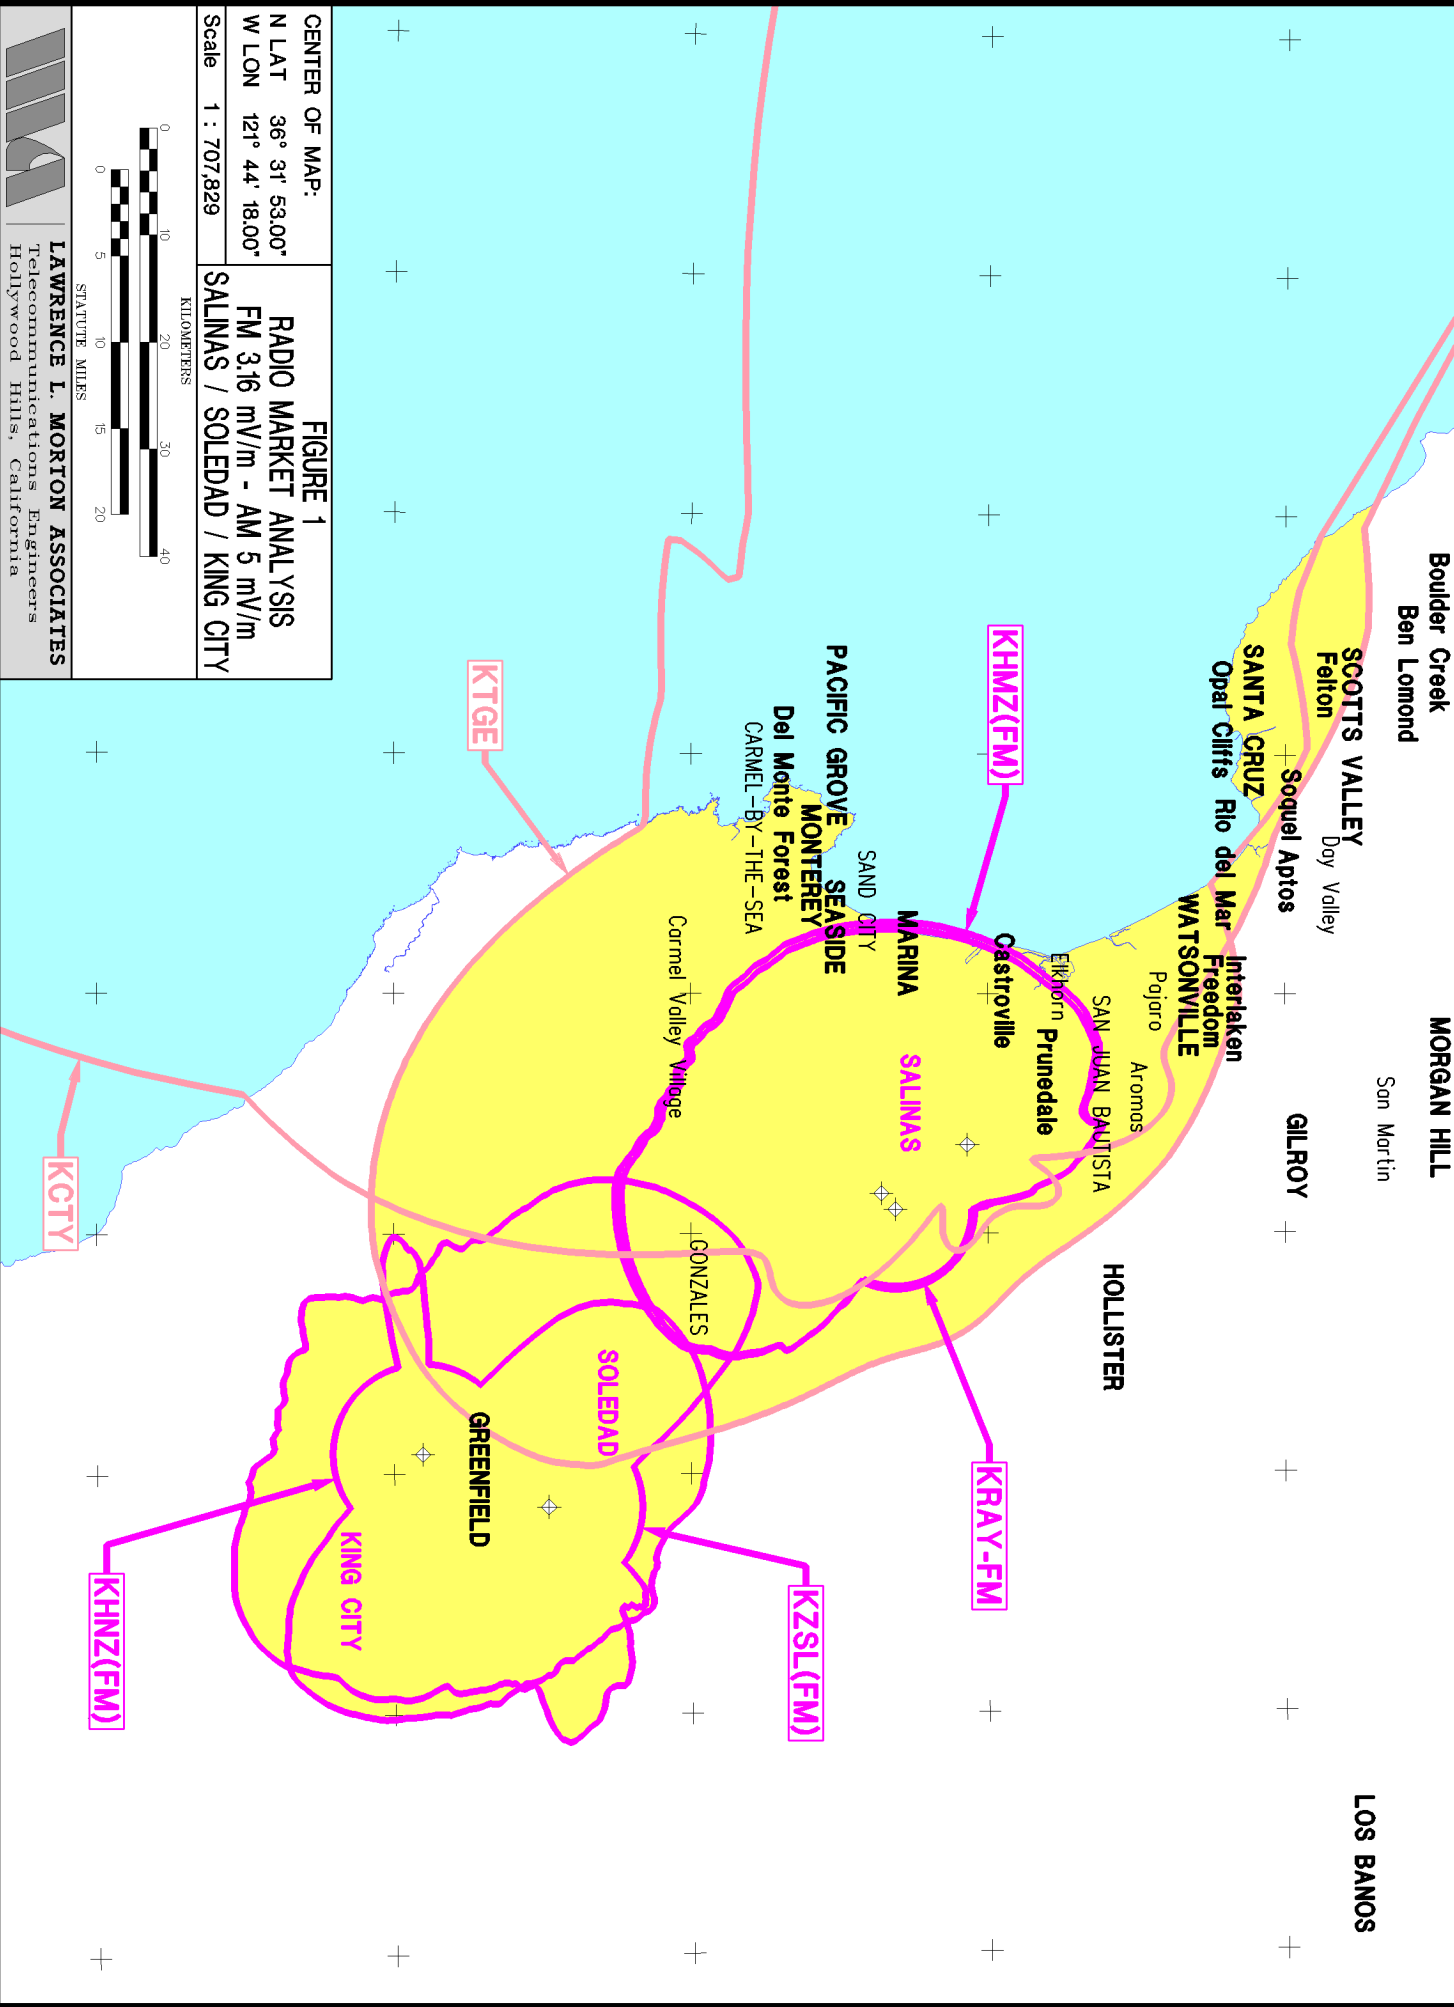 Boulder Creek
Ben Lomond
MORGAN HILL
San Martin
LOS BANOS
SCOTTS VALLEY
Felton
Day Valley
GILROY
SANTA CRUZ
Soquel Aptos
Opal Cliffs Rio del Mar
Interlaken
Freedom
WATSONVILLE
Pajaro
Aromas
HOLLISTER
SAN JUAN BAUTISTA
Elkhorn
Prunedale
Castroville
KHMZ(FM)
KRAY-FM
MARINA
SALINAS
SAND CITY
PACIFIC GROVE
SEASIDE
MONTEREY
Del Monte Forest
CARMEL-BY-THE-SEA
KZSL(FM)
GONZALES
Carmel Valley Village
SOLEDAD
KTGE
GREENFIELD
KING CITY
KHNZ(FM)
KCTY
CENTER OF MAP:
N LAT 36° 31' 53.00"
W LON 121° 44' 18.00"
Scale 1 : 707,829
FIGURE 1
RADIO MARKET ANALYSIS
FM 3.16 mV/m - AM 5 mV/m
SALINAS / SOLEDAD / KING CITY
KILOMETERS
0 10 20 30 40
0 5 10 15 20
STATUTE MILES
LAWRENCE L. MORTON ASSOCIATES
Telecommunications Engineers
Hollywood Hills, California